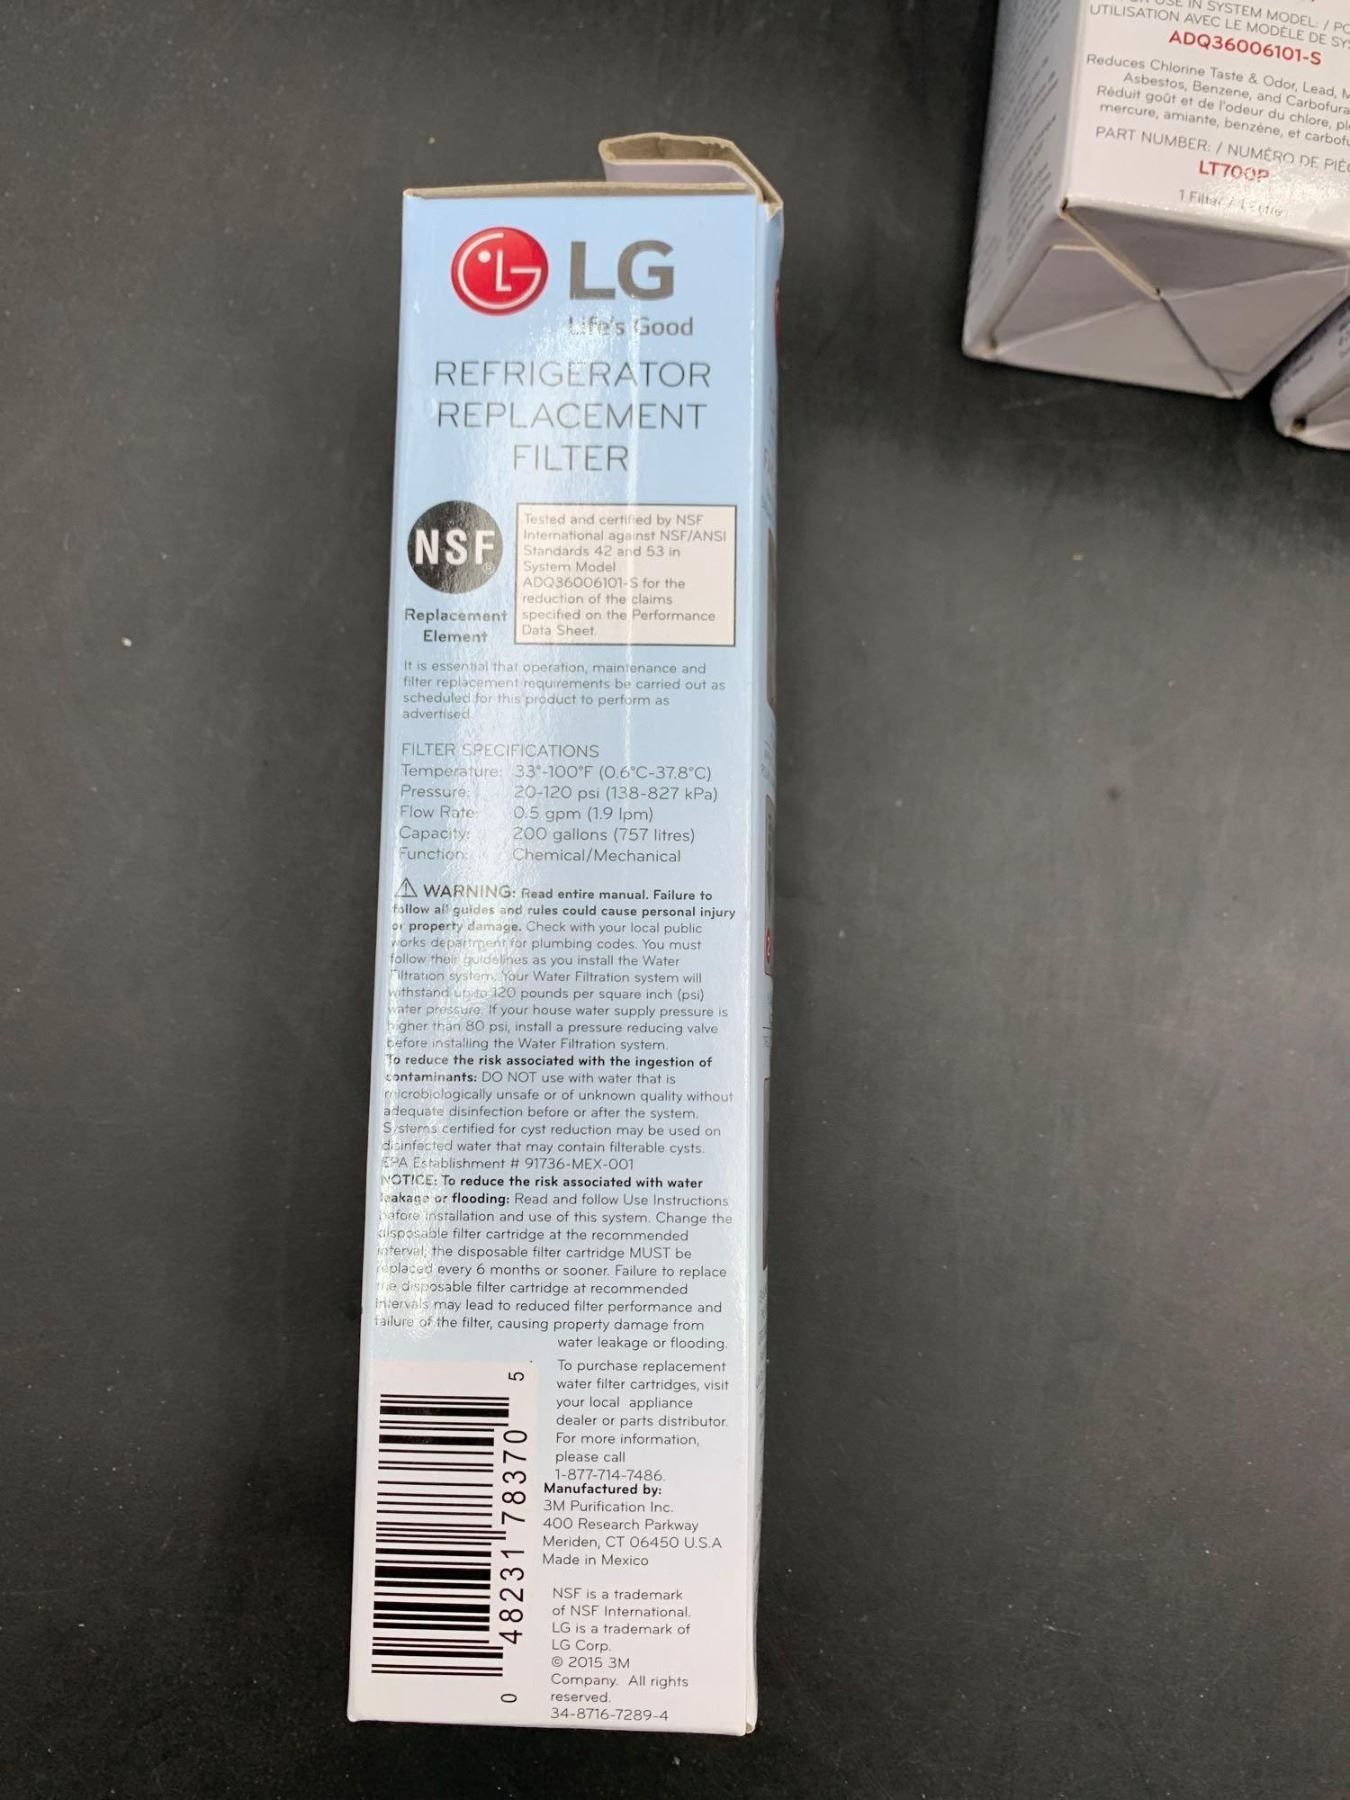 LG
Life's Good
REFRIGERATOR
REPLACEMENT
FILTER
NSF®
Replacement
Element
Tested and certified by NSF
International against NSF/ANSI
Standards 42 and 53 in
System Model
ADQ36006101-S for the
reduction of the claims
specified on the Performance
Data Sheet.
It is essential that operation, maintenance and
filter replacement requirements be carried out as
scheduled for this product to perform as
advertised.
FILTER SPECIFICATIONS
Temperature: 33°-100°F (0.6°C-37.8°C)
Pressure: 20-120 psi (138-827 kPa)
Flow Rate: 0.5 gpm (1.9 lpm)
Capacity: 200 gallons (757 litres)
Function: Chemical/Mechanical
WARNING: Read entire manual. Failure to
follow all guides and rules could cause personal injury
or property damage. Check with your local public
works department for plumbing codes. You must
follow their guidelines as you install the Water
Filtration system. Your Water Filtration system will
withstand up to 120 pounds per square inch (psi)
water pressure. If your house water supply pressure is
higher than 80 psi, install a pressure reducing valve
before installing the Water Filtration system.
To reduce the risk associated with the ingestion of
contaminants: DO NOT use with water that is
microbiologically unsafe or of unknown quality without
adequate disinfection before or after the system.
Systems certified for cyst reduction may be used on
disinfected water that may contain filterable cysts.
EPA Establishment # 91736-MEX-001
NOTICE: To reduce the risk associated with water
leakage or flooding: Read and follow Use Instructions
before installation and use of this system. Change the
disposable filter cartridge at the recommended
interval; the disposable filter cartridge MUST be
replaced every 6 months or sooner. Failure to replace
the disposable filter cartridge at recommended
intervals may lead to reduced filter performance and
failure of the filter, causing property damage from
water leakage or flooding.
To purchase replacement
water filter cartridges, visit
your local appliance
dealer or parts distributor.
For more information,
please call
1-877-714-7486.
Manufactured by:
3M Purification Inc.
400 Research Parkway
Meriden, CT 06450 U.S.A
Made in Mexico
NSF is a trademark
of NSF International.
LG is a trademark of
LG Corp.
© 2015 3M
Company. All rights
reserved.
34-8716-7289-4
0 48231 78370 5
USE IN SYSTEM MODEL: /
UTILISATION AVEC LE MODÈLE DE
ADQ36006101-S
Reduces Chlorine Taste & Odor, Lead,
Asbestos, Benzene, and
Réduit goût et de l'odeur du chlore,
mercure, amiante, benzène, et
PART NUMBER: / NUMÉRO DE
LT700P
1 Filter /